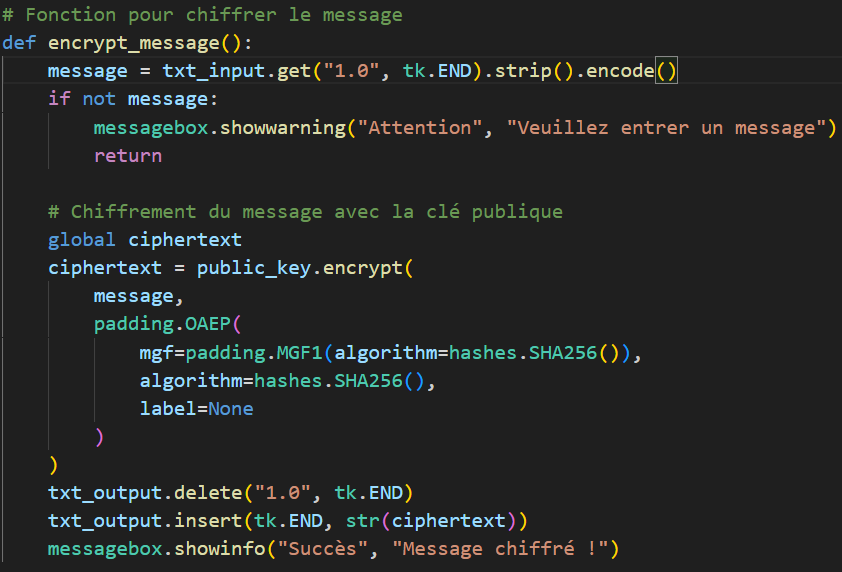 # Fonction pour chiffrer le message
def encrypt_message():
    message = txt_input.get("1.0", tk.END).strip().encode()
    if not message:
        messagebox.showwarning("Attention", "Veuillez entrer un message")
        return

    # Chiffrement du message avec la clé publique
    global ciphertext
    ciphertext = public_key.encrypt(
        message,
        padding.OAEP(
            mgf=padding.MGF1(algorithm=hashes.SHA256()),
            algorithm=hashes.SHA256(),
            label=None
        )
    )
    txt_output.delete("1.0", tk.END)
    txt_output.insert(tk.END, str(ciphertext))
    messagebox.showinfo("Succès", "Message chiffré !")